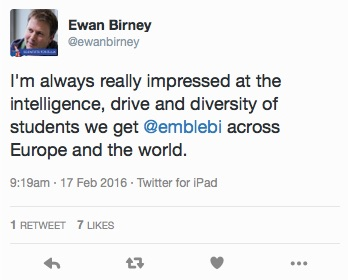 Ewan Birney
@ewanbirney
I'm always really impressed at the
intelligence, drive and diversity of
students we get @emblebi across
Europe and the world.
9:19am · 17 Feb 2016 · Twitter for iPad
1 RETWEET 7 LIKES